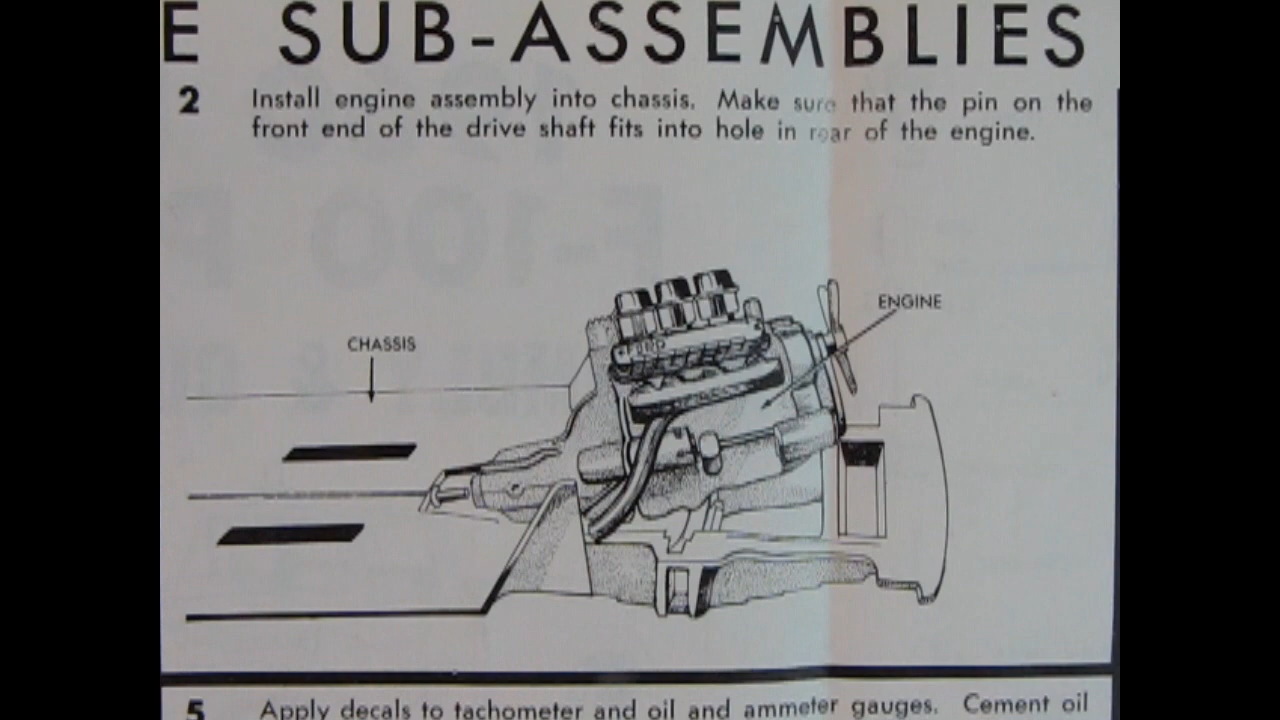 E SUB-ASSEMBLIES
2 Install engine assembly into chassis. Make sure that the pin on the
front end of the drive shaft fits into hole in rear of the engine.
ENGINE
CHASSIS
FORD
5 Apply decals to tachometer and oil and ammeter gauges. Cement oil